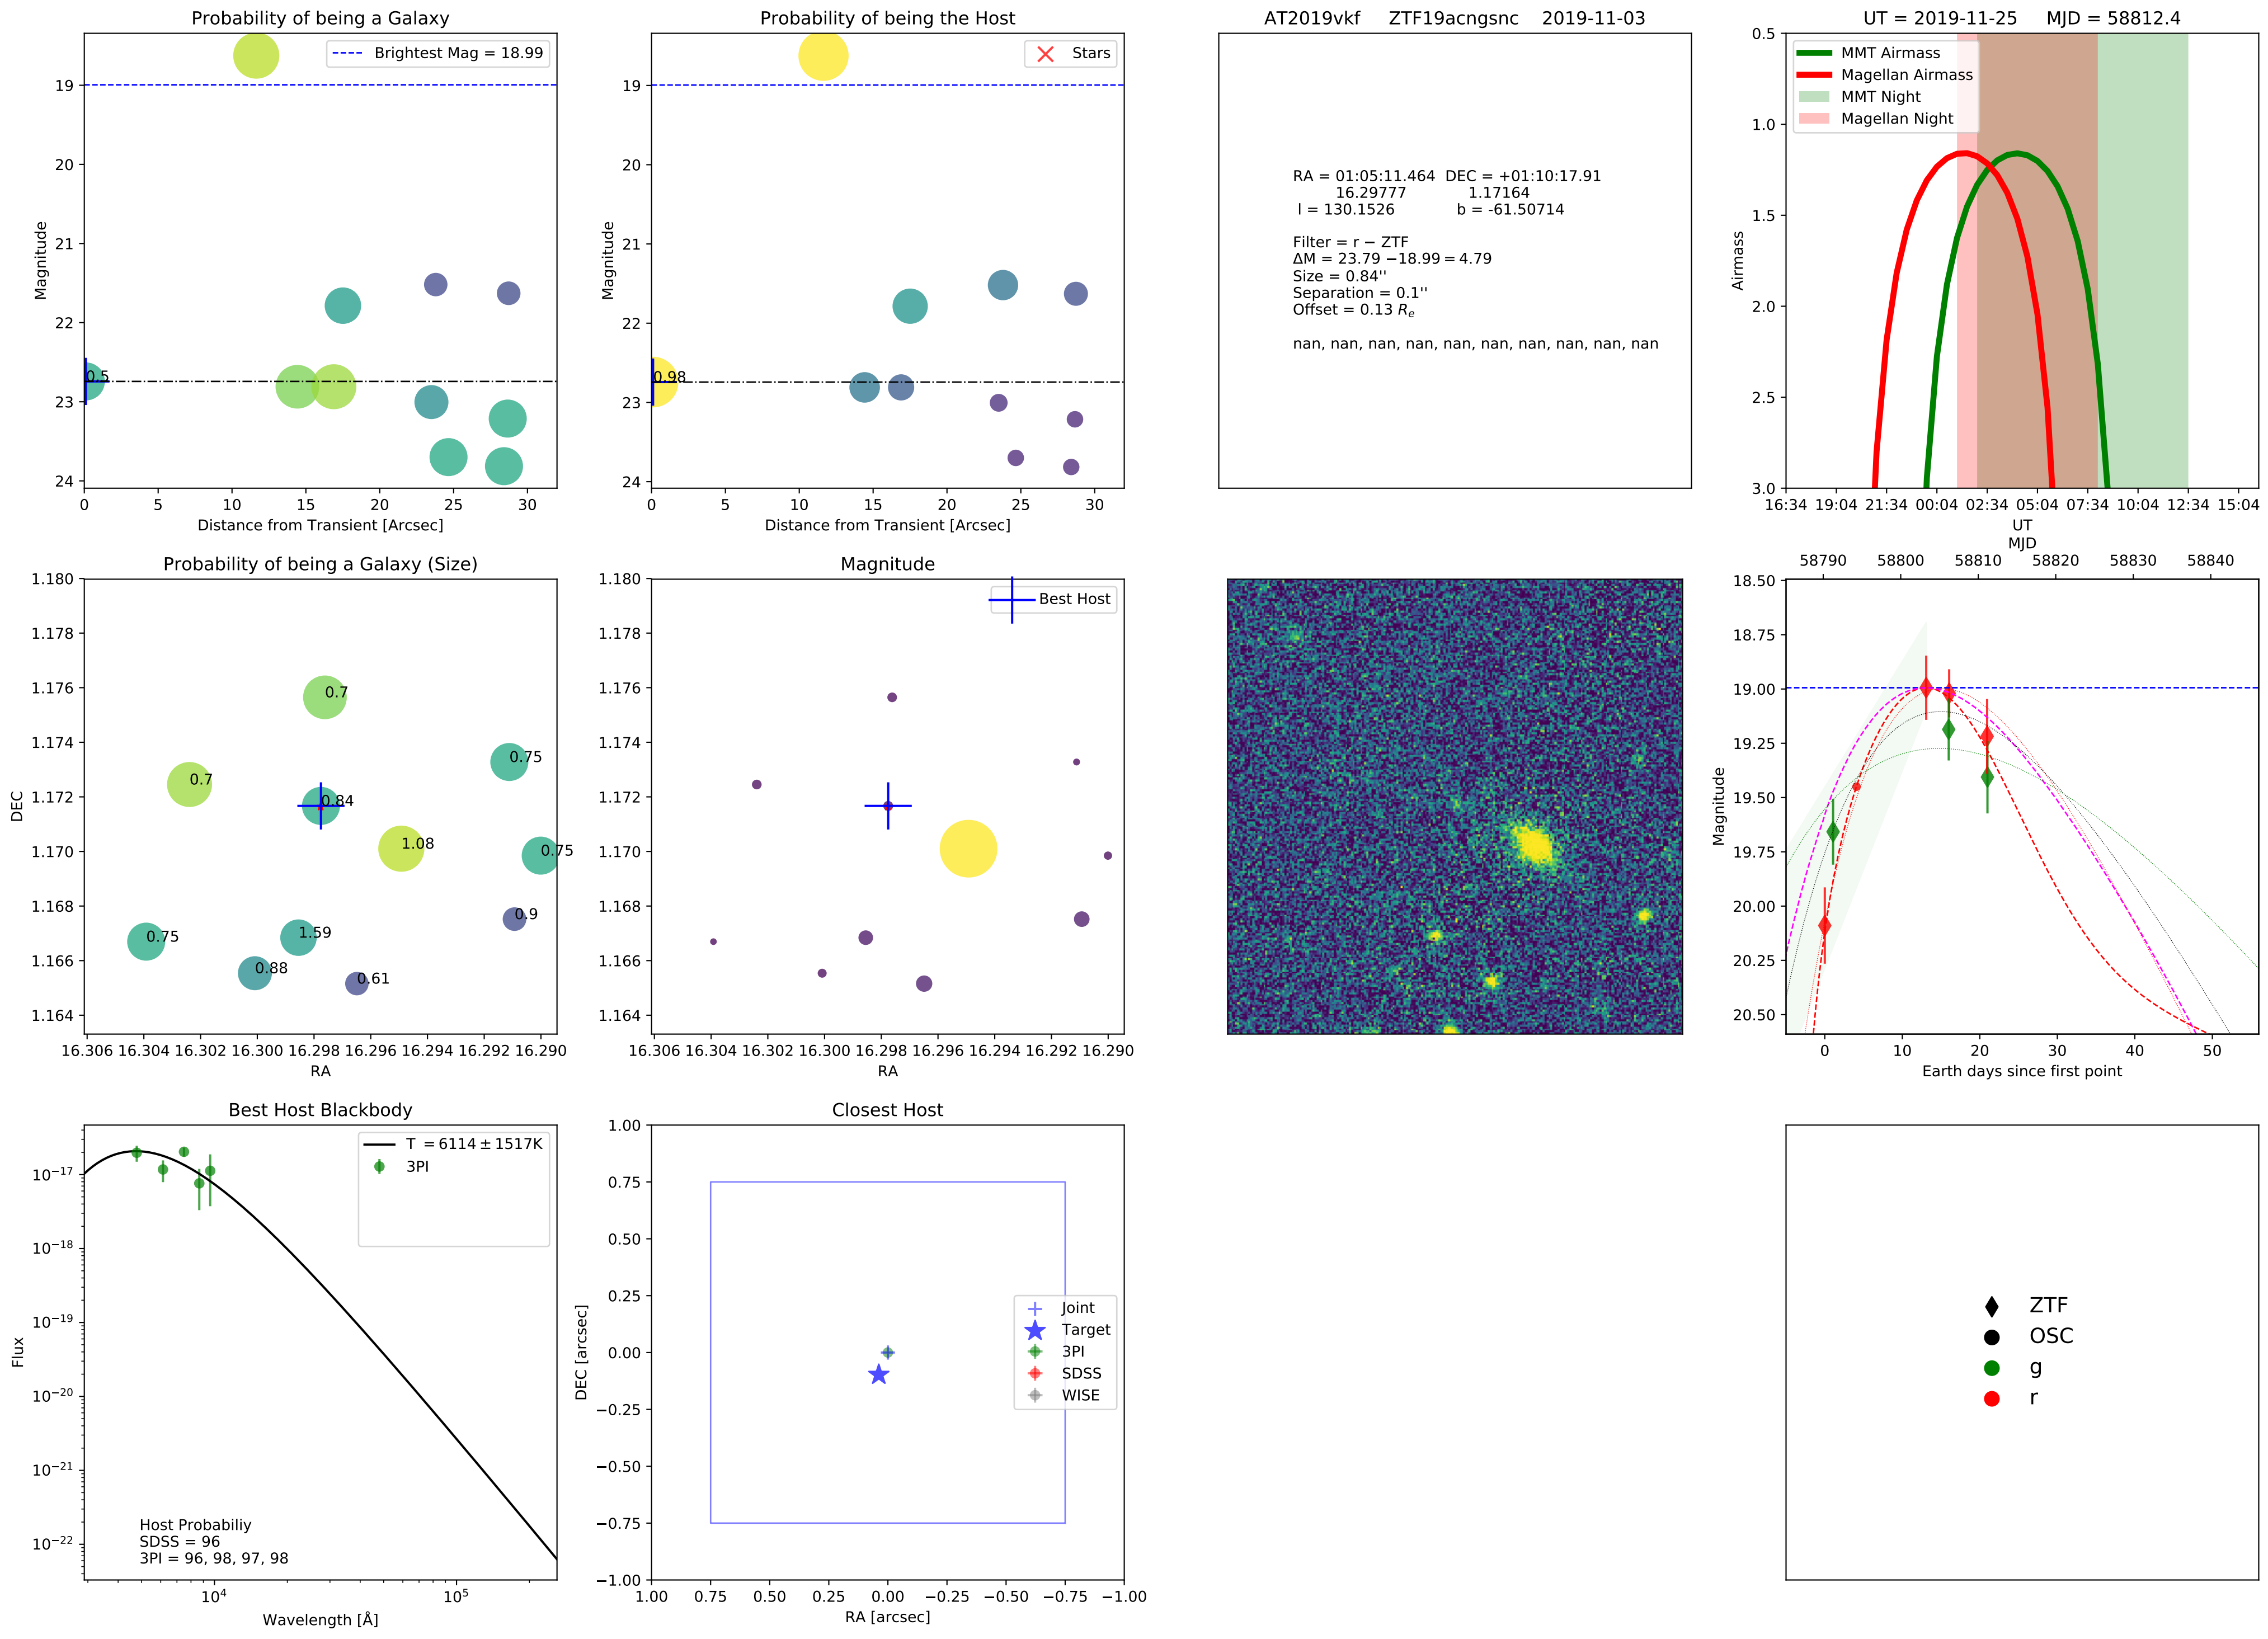 Probability of being a Galaxy
Brightest Mag = 18.99
0.5
Magnitude
19
20
21
22
23
24
0 5 10 15 20 25 30
Distance from Transient [Arcsec]
Probability of being the Host
Stars
0.98
Magnitude
19
20
21
22
23
24
0 5 10 15 20 25 30
Distance from Transient [Arcsec]
AT2019vkf ZTF19acngsnc 2019-11-03
RA = 01:05:11.464 DEC = +01:10:17.91
16.29777 1.17164
l = 130.1526 b = -61.50714
Filter = r − ZTF
ΔM = 23.79 −18.99 = 4.79
Size = 0.84''
Separation = 0.1''
Offset = 0.13 Re
nan, nan, nan, nan, nan, nan, nan, nan, nan, nan
UT = 2019-11-25 MJD = 58812.4
MMT Airmass
Magellan Airmass
MMT Night
Magellan Night
Airmass
0.5
1.0
1.5
2.0
2.5
3.0
16:34 19:04 21:34 00:04 02:34 05:04 07:34 10:04 12:34 15:04
UT
Probability of being a Galaxy (Size)
DEC
1.180
1.178
1.176
1.174
1.172
1.170
1.168
1.166
1.164
0.7
0.75
0.7
0.84
1.08
0.75
0.9
0.75
1.59
0.88
0.61
16.306 16.304 16.302 16.300 16.298 16.296 16.294 16.292 16.290
RA
Magnitude
Best Host
1.180
1.178
1.176
1.174
1.172
1.170
1.168
1.166
1.164
16.306 16.304 16.302 16.300 16.298 16.296 16.294 16.292 16.290
RA
MJD
58790 58800 58810 58820 58830 58840
Magnitude
18.50
18.75
19.00
19.25
19.50
19.75
20.00
20.25
20.50
0 10 20 30 40 50
Earth days since first point
Best Host Blackbody
T = 6114 ± 1517K
3PI
Flux
10−17
10−18
10−19
10−20
10−21
10−22
Host Probabiliy
SDSS = 96
3PI = 96, 98, 97, 98
104 105
Wavelength [Å]
Closest Host
DEC [arcsec]
1.00
0.75
0.50
0.25
0.00
−0.25
−0.50
−0.75
−1.00
Joint
Target
3PI
SDSS
WISE
1.00 0.75 0.50 0.25 0.00 −0.25 −0.50 −0.75 −1.00
RA [arcsec]
ZTF
OSC
g
r